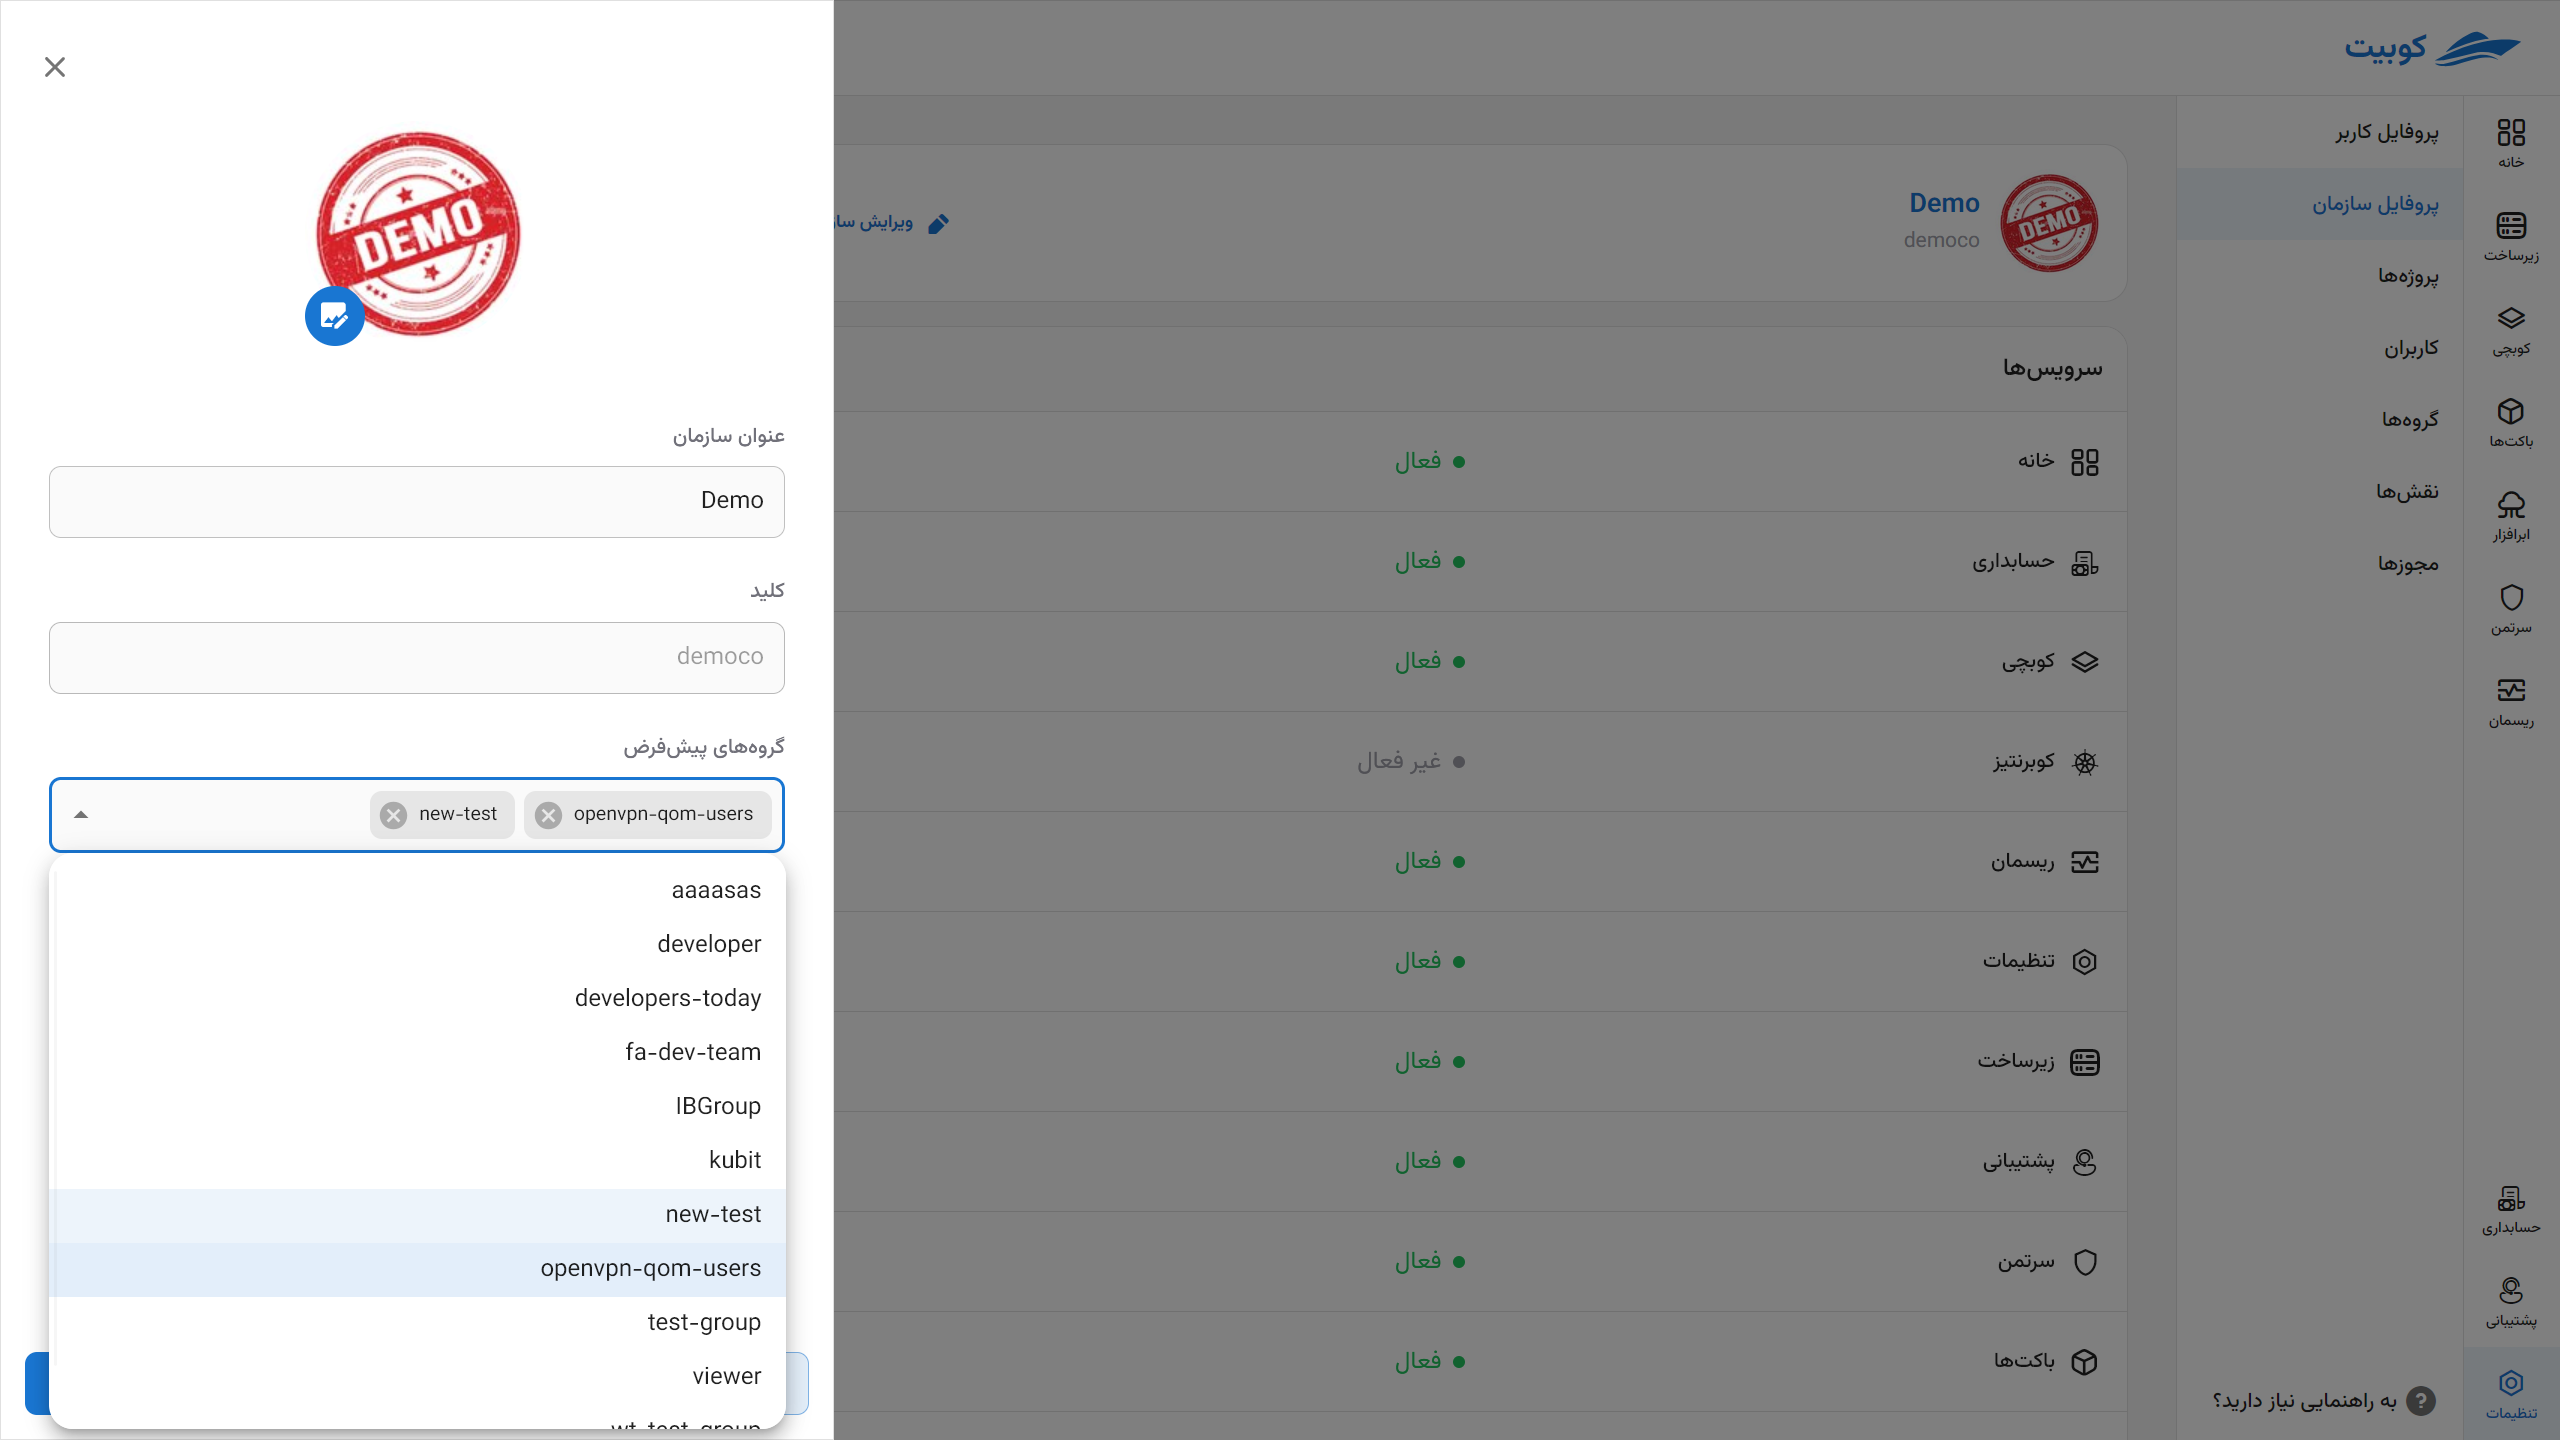 کوبیت
خانه
زیرساخت
کوبچی
باکت‌ها
ابرافزار
سرتمن
ریسمان
حسابداری
پشتیبانی
تنظیمات
پروفایل کاربر
پروفایل سازمان
پروژه‌ها
کاربران
گروه‌ها
نقش‌ها
مجوزها
به راهنمایی نیاز دارید؟
DEMO
Demo
democo
ویرایش
سرویس‌ها
خانه فعال
حسابداری فعال
کوبچی فعال
کوبرنتیز غیر فعال
ریسمان فعال
تنظیمات فعال
زیرساخت فعال
پشتیبانی فعال
سرتمن فعال
باکت‌ها فعال
DEMO
عنوان سازمان
Demo
کلید
democo
گروه‌های پیش‌فرض
openvpn-qom-users new-test
aaaasas
developer
developers-today
fa-dev-team
IBGroup
kubit
new-test
openvpn-qom-users
test-group
viewer